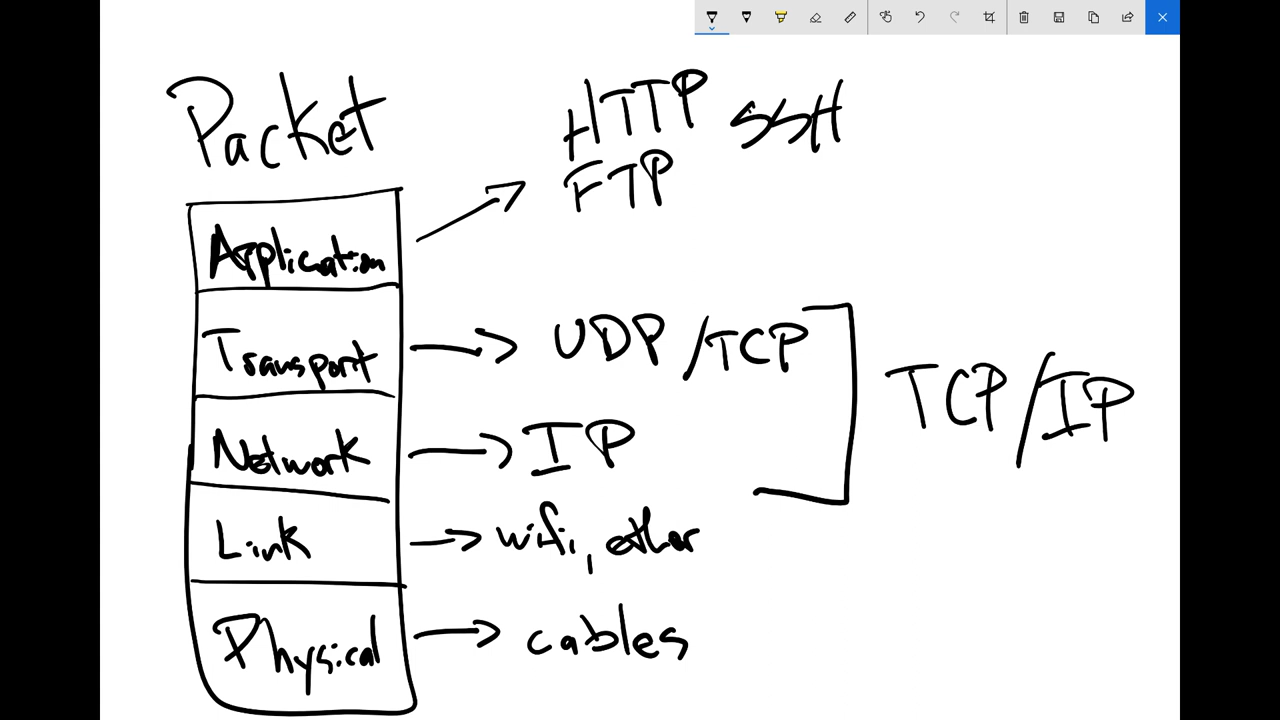 Packet
HTTP SSH
FTP
Application
Transport
UDP/TCP
TCP/IP
Network
IP
Link
wifi, ether
Physical
cables